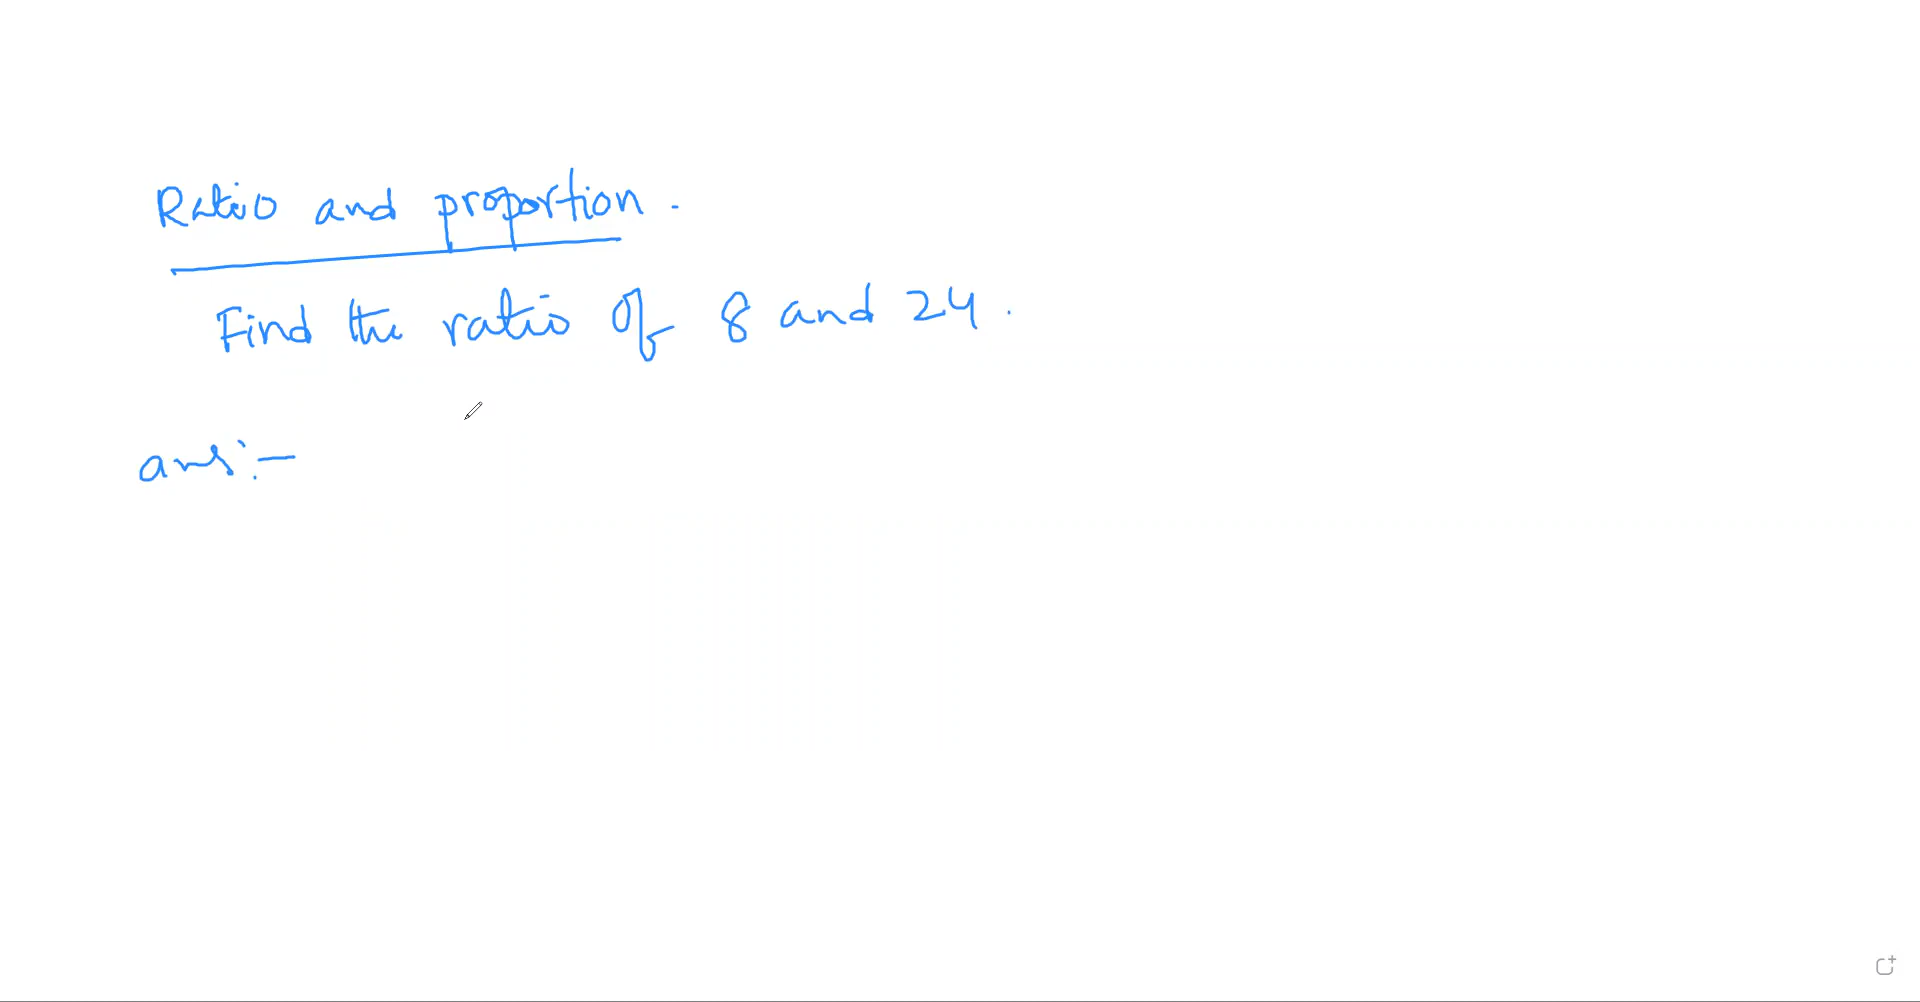 Ratio and proportion.
Find the ratio of 8 and 24.
ans:-